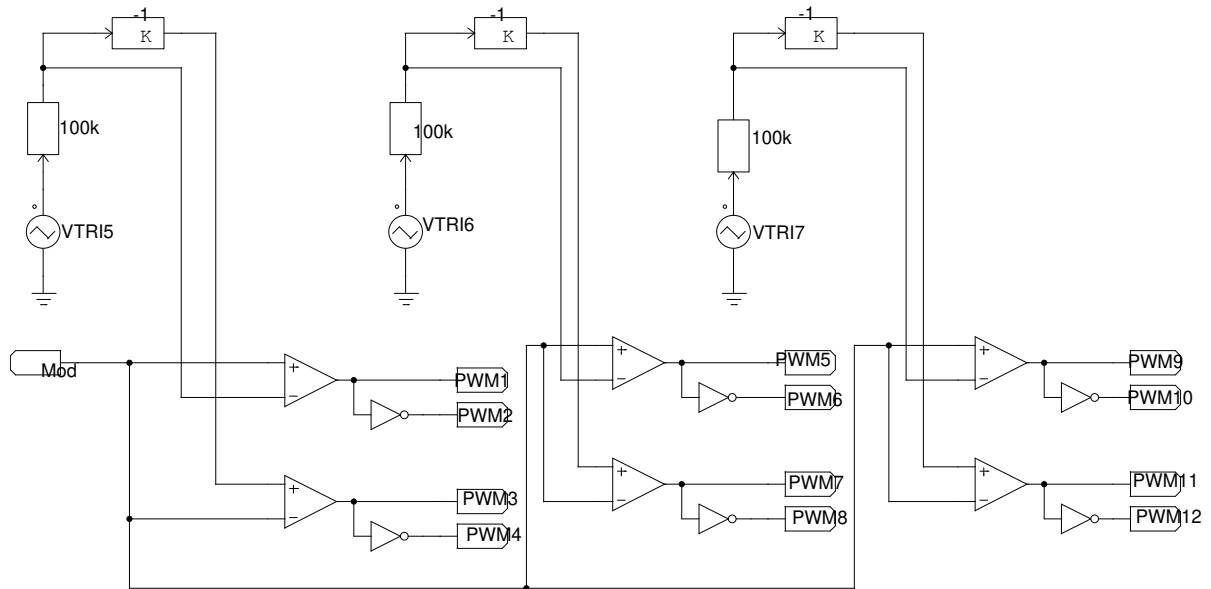 -1
K
-1
K
-1
K
100k
100k
100k
VTRI5
VTRI6
VTRI7
Mod
PWM1
PWM2
PWM3
PWM4
PWM5
PWM6
PWM7
PWM8
PWM9
PWM10
PWM11
PWM12